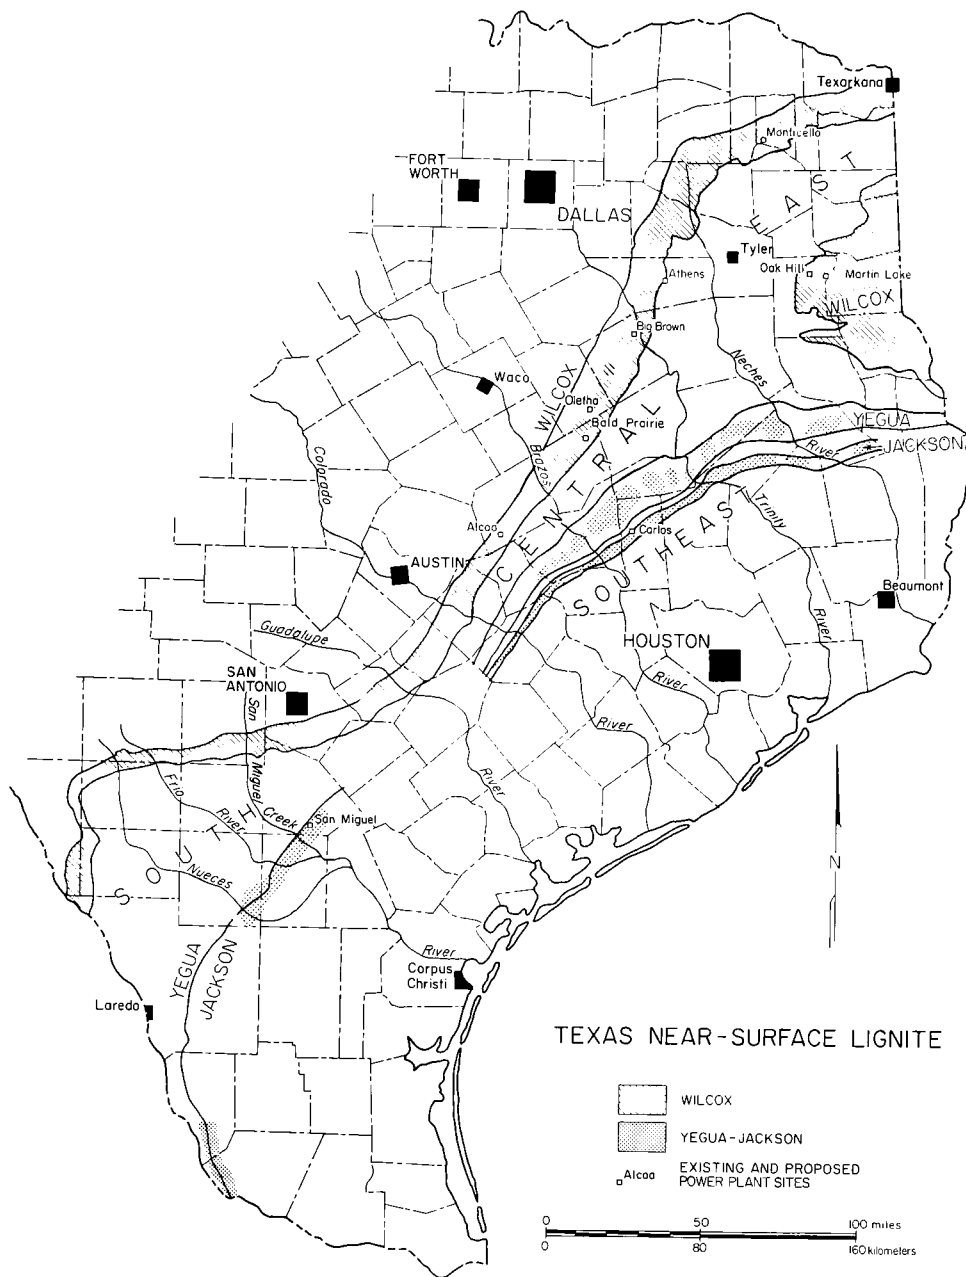 Texarkana
Monticello
FORT
WORTH
DALLAS
EAST
Tyler
Oak Hill
Martin Lake
Athens
WILCOX
Big Brown
Neches
River
Waco
WILCOX
Oletha
Bald Prairie
YEGUA
JACKSON
Colorado
Brazos
CENTRAL
Trinity
River
Alcoa
Carlos
AUSTIN
SOUTHEAST
Beaumont
Guadalupe
HOUSTON
River
SAN
ANTONIO
River
San
Miguel
Creek
River
Frio
River
San Miguel
SOUTH
Nueces
River
N
YEGUA
JACKSON
Corpus
Christi
Laredo
TEXAS NEAR-SURFACE LIGNITE
WILCOX
YEGUA-JACKSON
Alcoa
EXISTING AND PROPOSED
POWER PLANT SITES
0 50 100 miles
0 80 160 kilometers